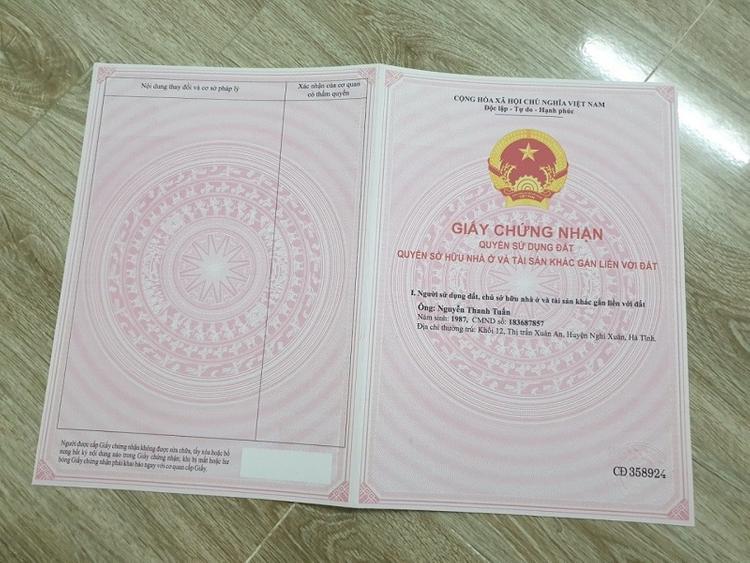 Nội dung thay đổi và cơ sở pháp lý
Xác nhận của cơ quan
có thẩm quyền
Người được cấp Giấy chứng nhận không được sửa chữa, tẩy xóa hoặc bổ
sung bất kỳ nội dung nào trong Giấy chứng nhận; khi bị mất hoặc hư
hỏng Giấy chứng nhận phải khai báo ngay với cơ quan cấp Giấy.
CỘNG HÒA XÃ HỘI CHỦ NGHĨA VIỆT NAM
Độc lập - Tự do - Hạnh phúc
GIẤY CHỨNG NHẬN
QUYỀN SỬ DỤNG ĐẤT
QUYỀN SỞ HỮU NHÀ Ở VÀ TÀI SẢN KHÁC GẮN LIỀN VỚI ĐẤT
I. Người sử dụng đất, chủ sở hữu nhà ở và tài sản khác gắn liền với đất
Ông: Nguyễn Thanh Tuấn
Năm sinh: 1987, CMND số: 183687857
Địa chỉ thường trú: Khối 12, Thị trấn Xuân An, Huyện Nghi Xuân, Hà Tĩnh.
CĐ 358924